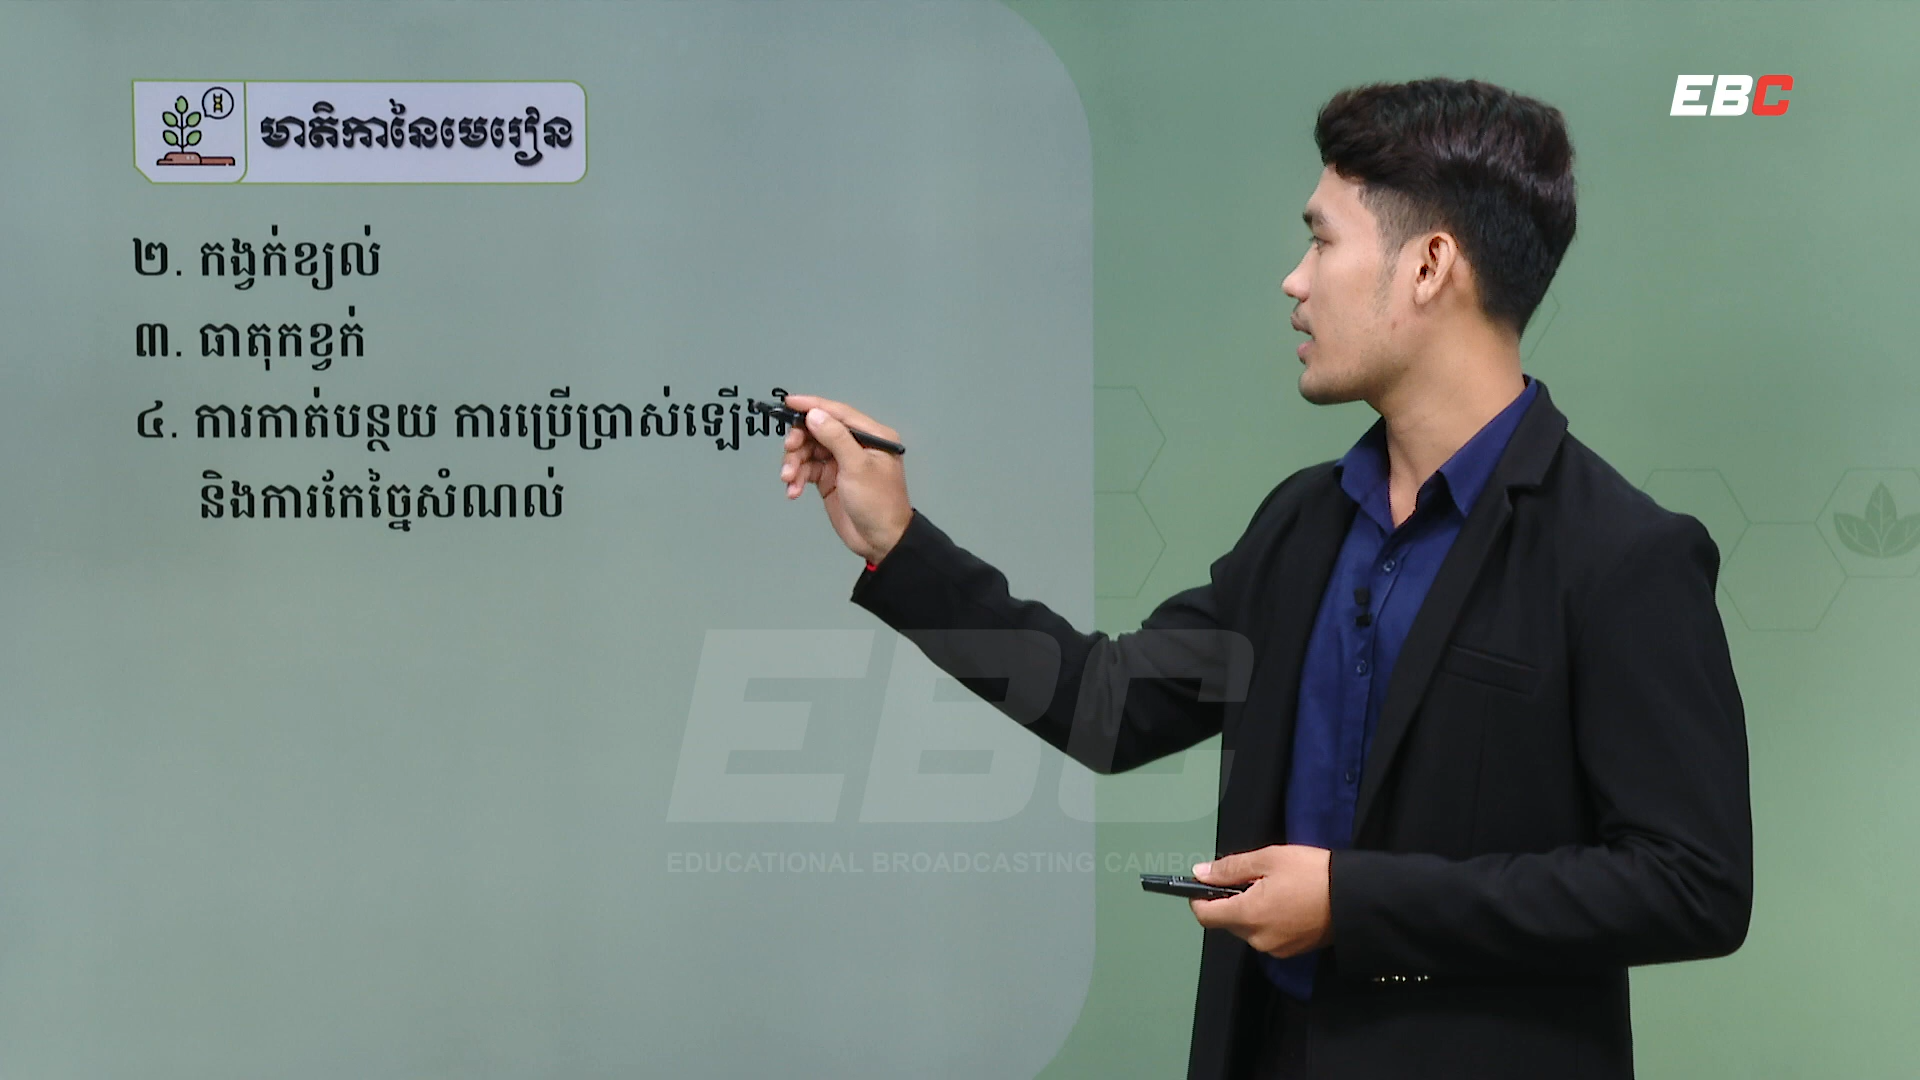 មាតិកានៃមេរៀន
EBC
២. កង្វក់ខ្យល់
៣. ធាតុកខ្វក់
៤. ការកាត់បន្ថយ ការប្រើប្រាស់ឡើងវិ
និងការកែច្នៃសំណល់
EBC
EDUCATIONAL BROADCASTING CAMBODIA